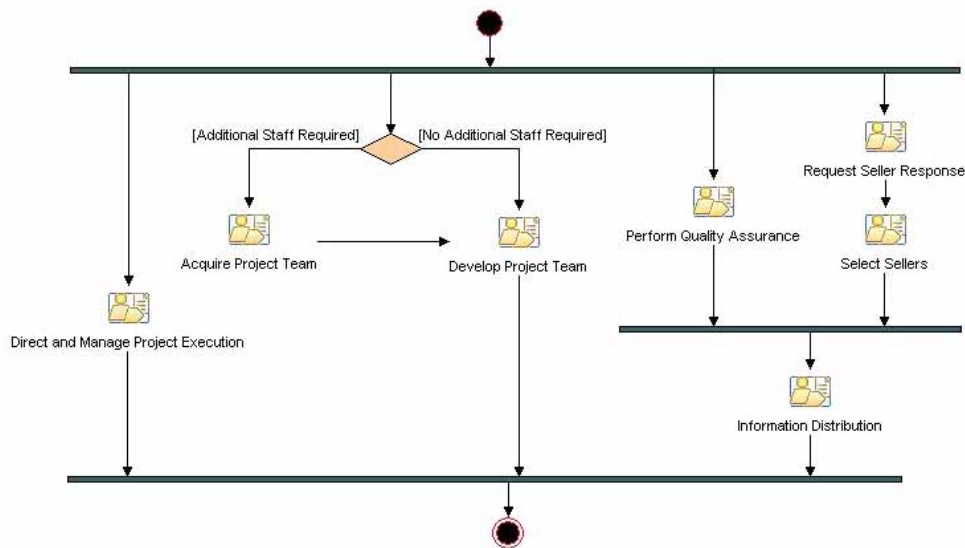 [Additional Staff Required]
[No Additional Staff Required]
Request Seller Response
Perform Quality Assurance
Acquire Project Team
Develop Project Team
Select Sellers
Direct and Manage Project Execution
Information Distribution